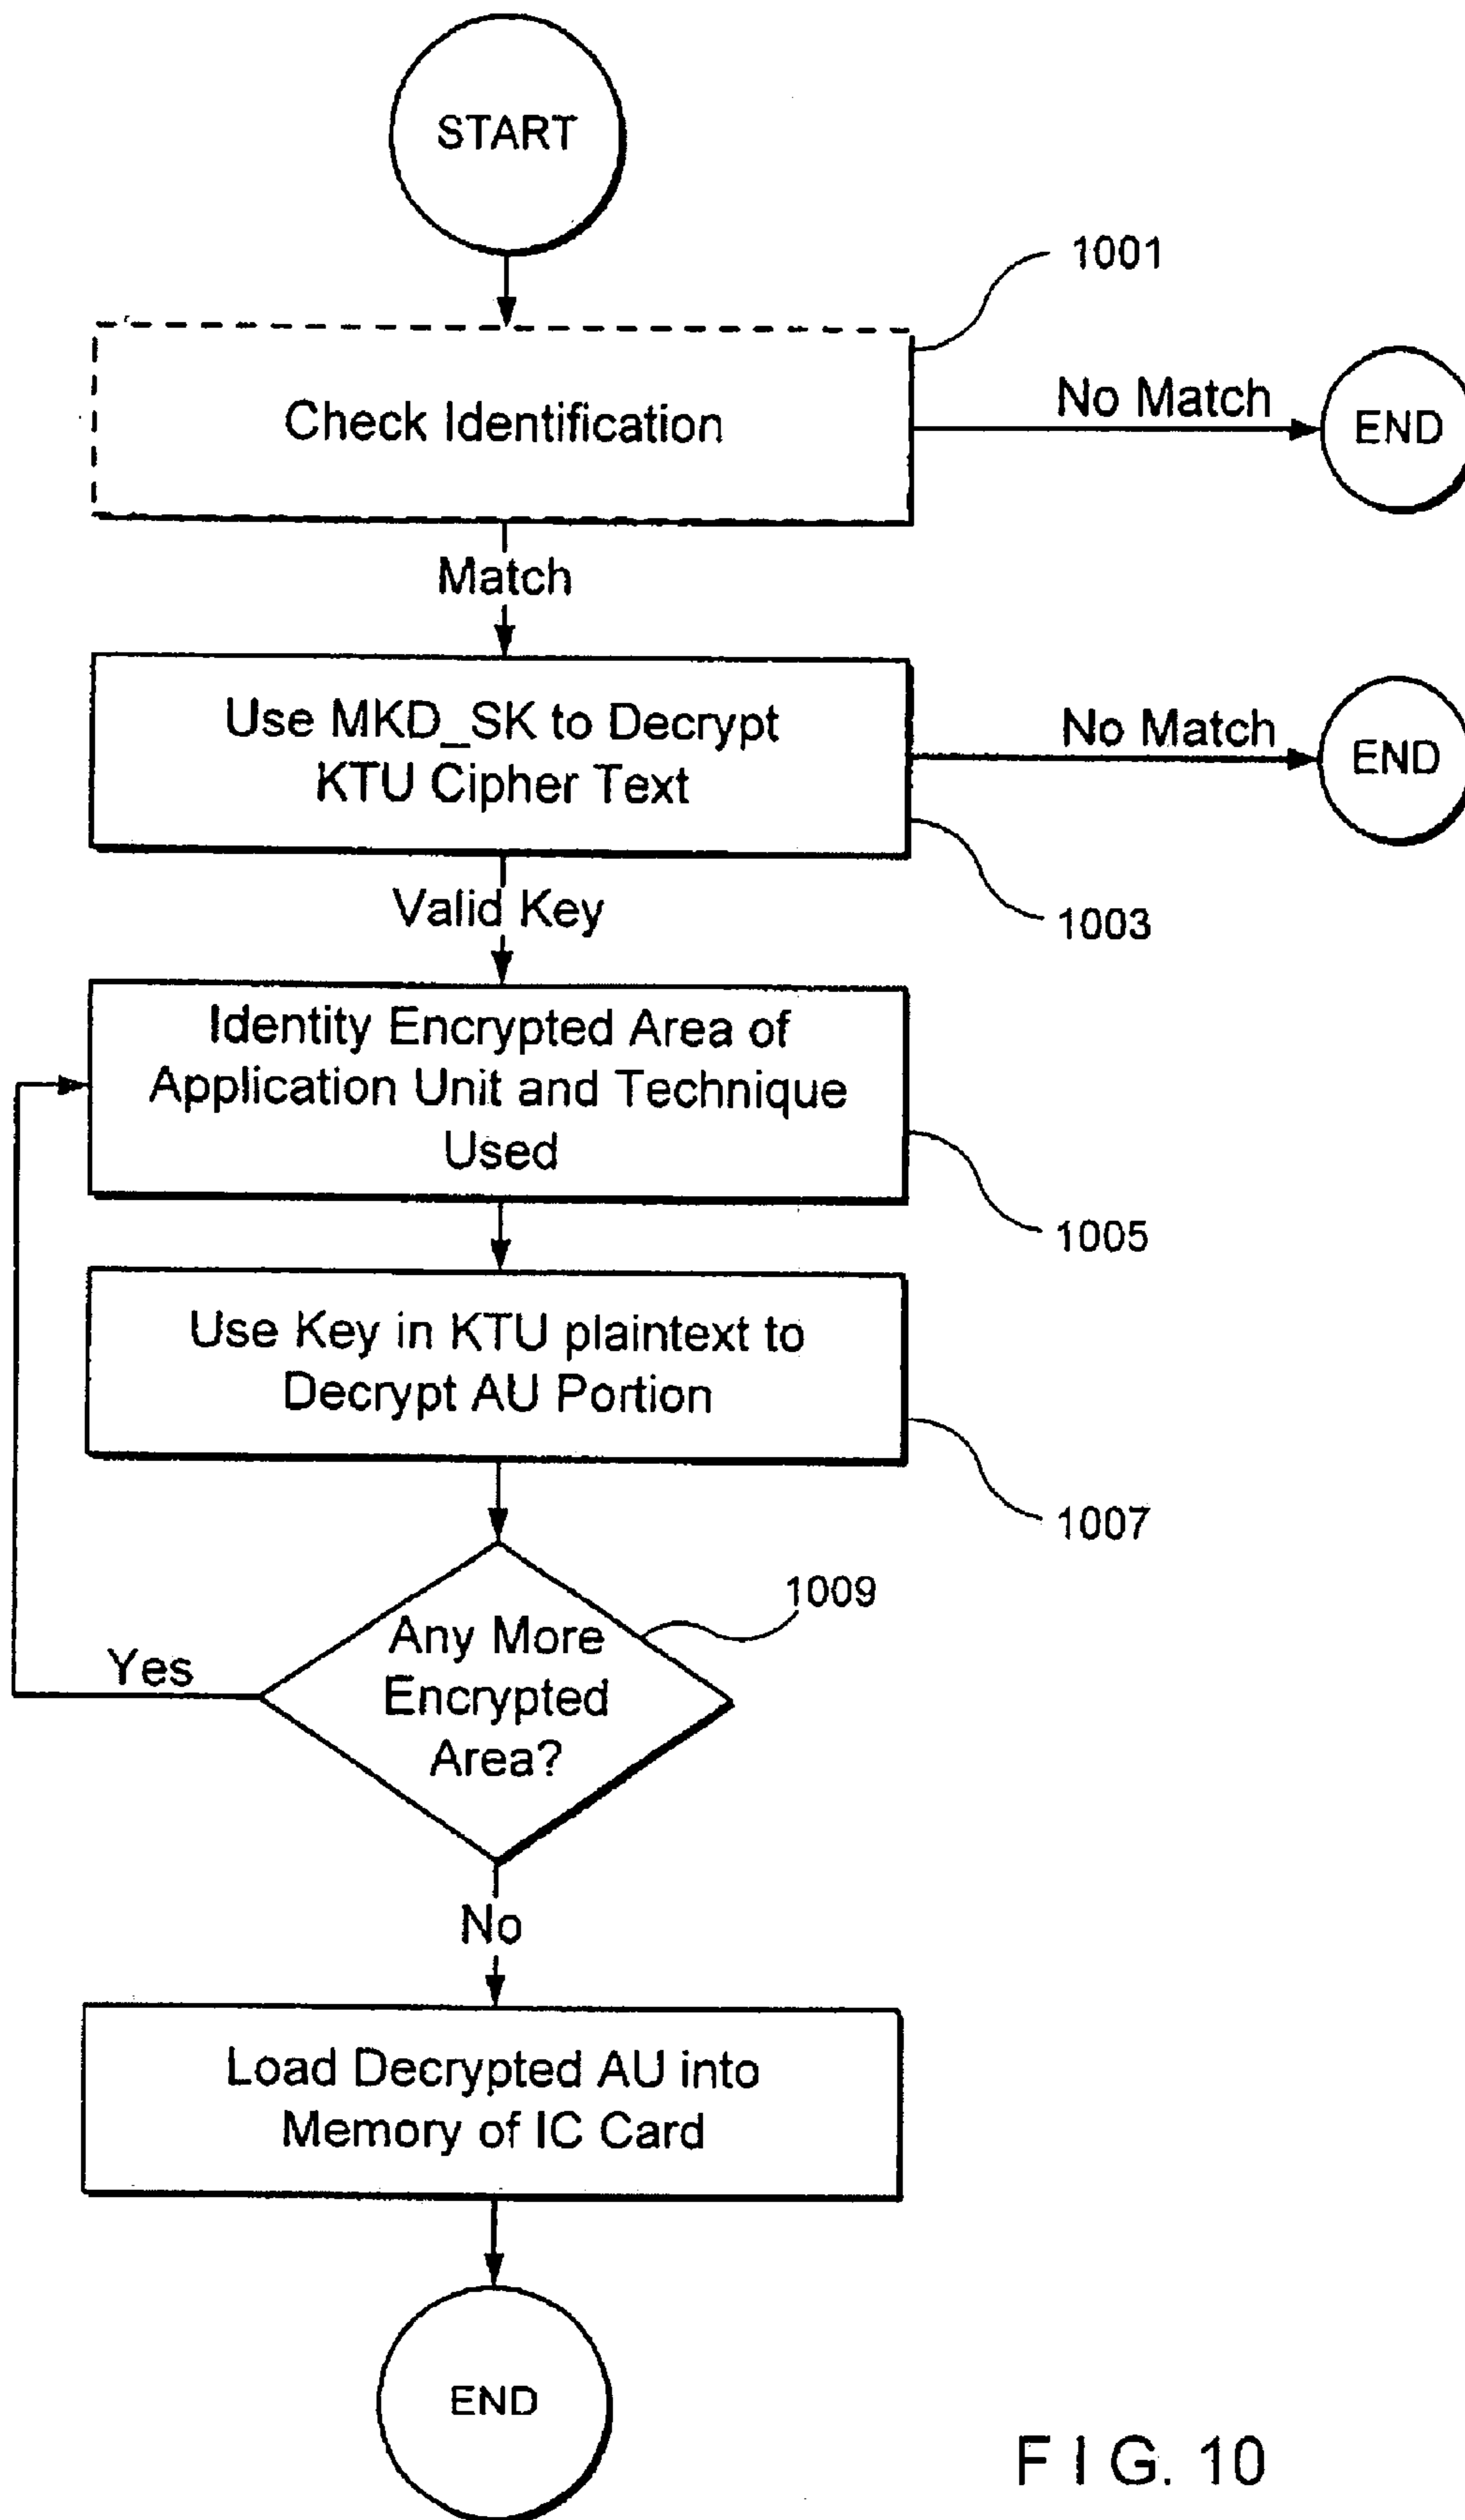 START
1001
Check Identification
No Match
END
Match
Use MKD_SK to Decrypt
KTU Cipher Text
No Match
END
1003
Valid Key
Identity Encrypted Area of
Application Unit and Technique
Used
1005
Use Key in KTU plaintext to
Decrypt AU Portion
1007
1009
Any More
Encrypted
Area?
Yes
No
Load Decrypted AU into
Memory of IC Card
END
FIG. 10